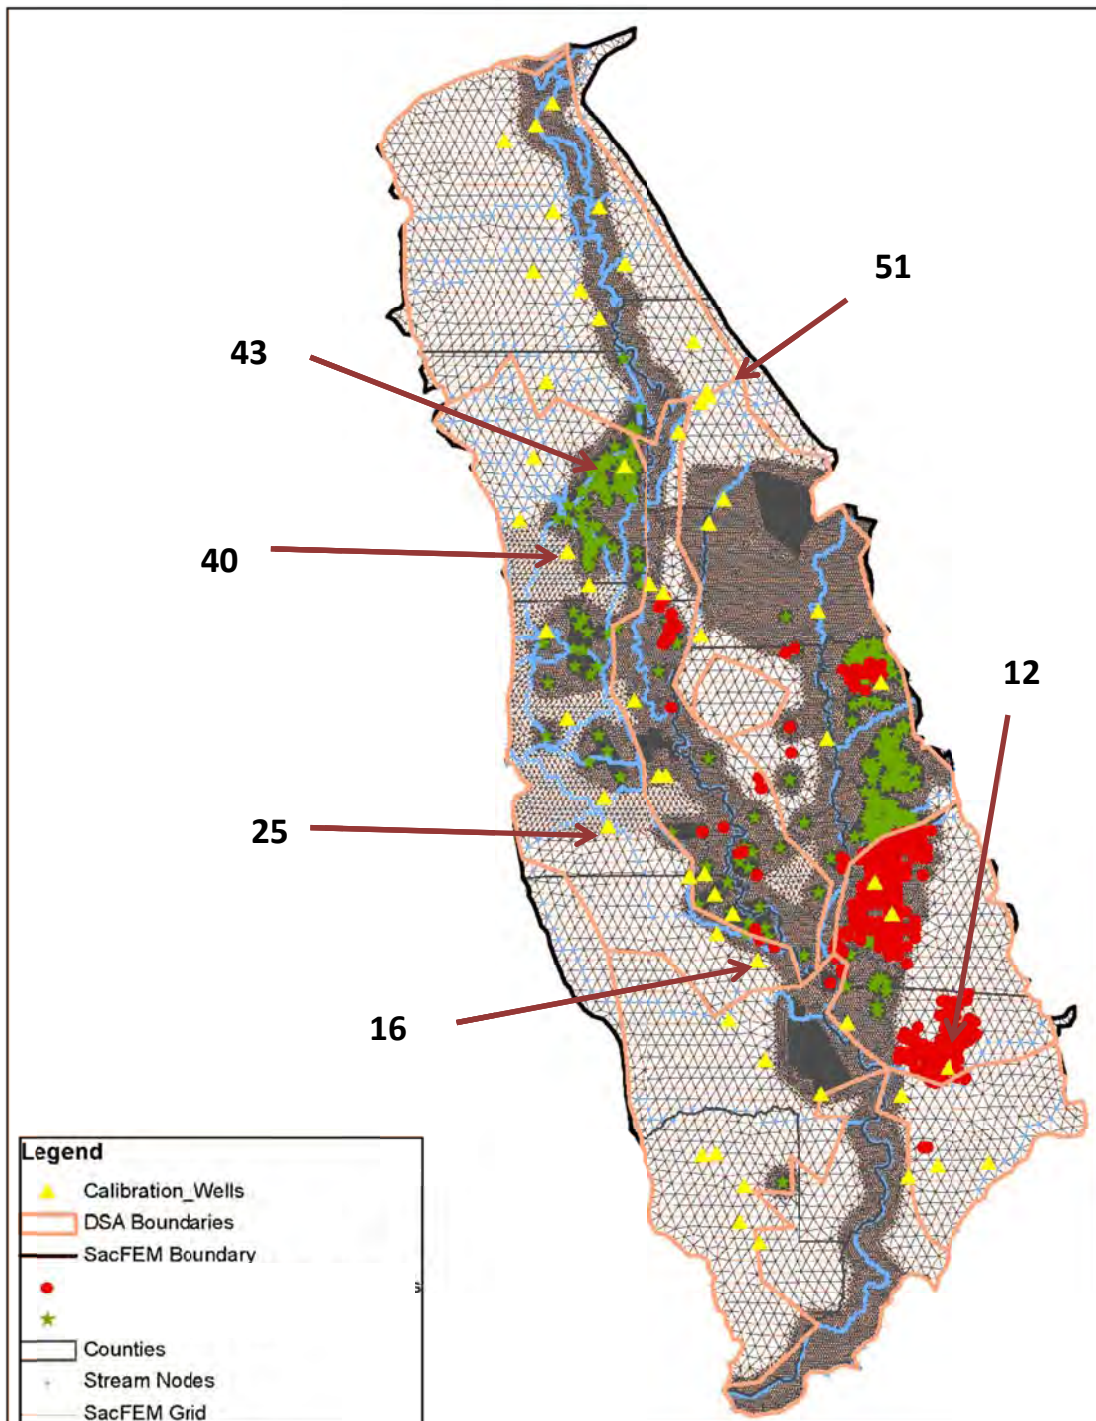 51
43
40
12
25
16
Legend
Calibration_Wells
DSA Boundaries
SacFEM Boundary
s
Counties
Stream Nodes
SacFEM Grid